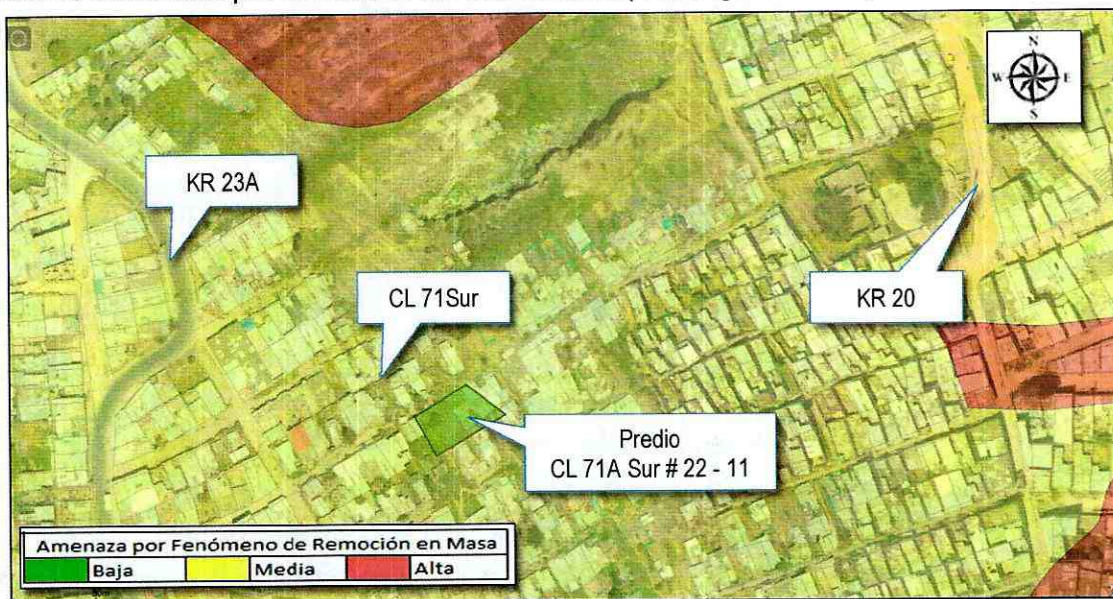 N
W E
S
KR 23A
CL 71Sur
KR 20
Predio
CL 71A Sur # 22 - 11
Amenaza por Fenómeno de Remoción en Masa
Baja Media Alta